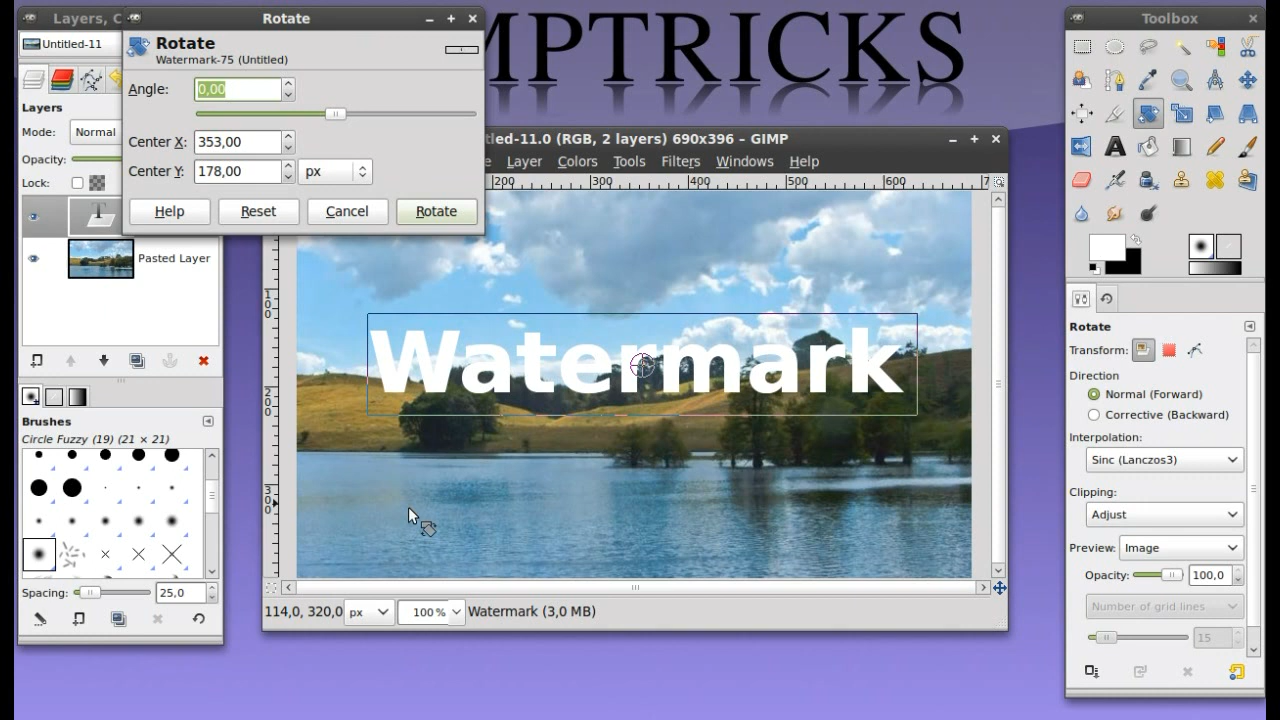 Layers, C
Rotate
Toolbox
MPTRICKS
Untitled-11
Rotate
Watermark-75 (Untitled)
Angle: 0,00
Center X: 353,00
Center Y: 178,00 px
Help Reset Cancel Rotate
Layers
Mode: Normal
Opacity:
Lock:
Pasted Layer
tled-11.0 (RGB, 2 layers) 690x396 – GIMP
e Layer Colors Tools Filters Windows Help
200 300 400 500 600 7
100
200
300
Watermark
114,0, 320,0 px 100 % Watermark (3,0 MB)
Brushes
Circle Fuzzy (19) (21 × 21)
Spacing: 25,0
Rotate
Transform:
Direction
Normal (Forward)
Corrective (Backward)
Interpolation:
Sinc (Lanczos3)
Clipping:
Adjust
Preview: Image
Opacity: 100,0
Number of grid lines
15